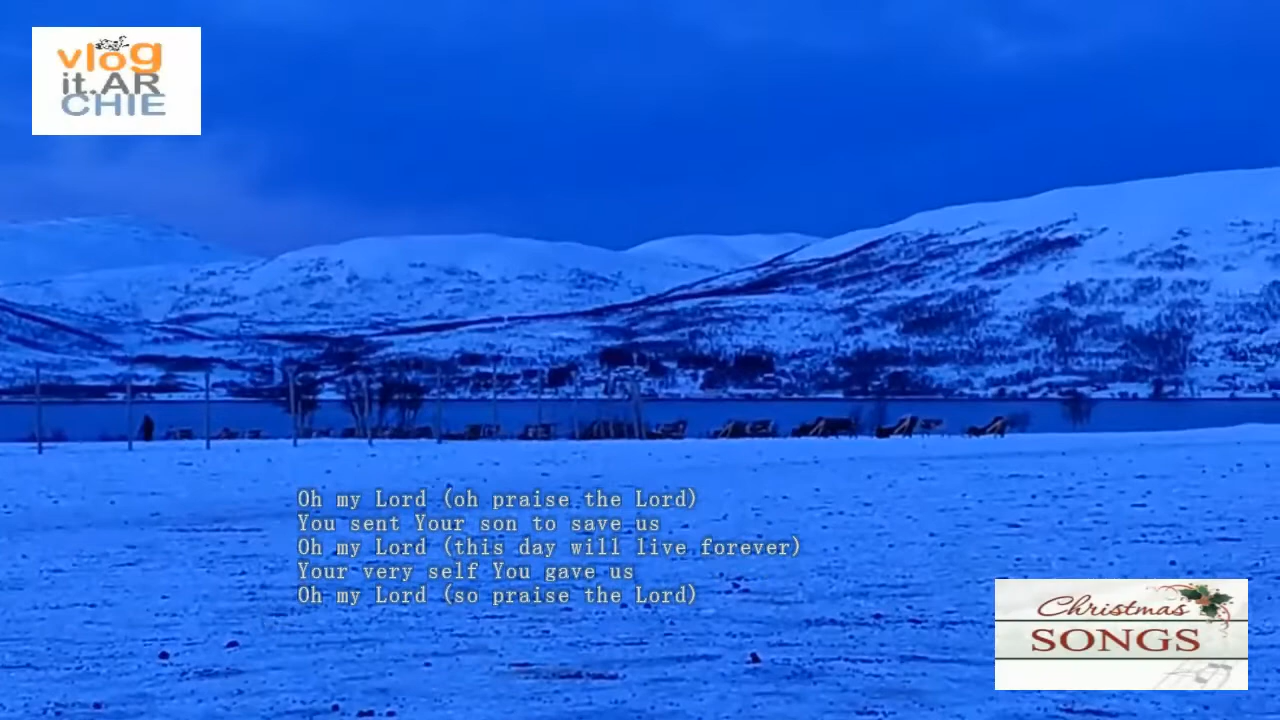 vlog
it.AR
CHIE
Oh my Lord (oh praise the Lord)
You sent Your son to save us
Oh my Lord (this day will live forever)
Your very self You gave us
Oh my Lord (so praise the Lord)
Christmas
SONGS